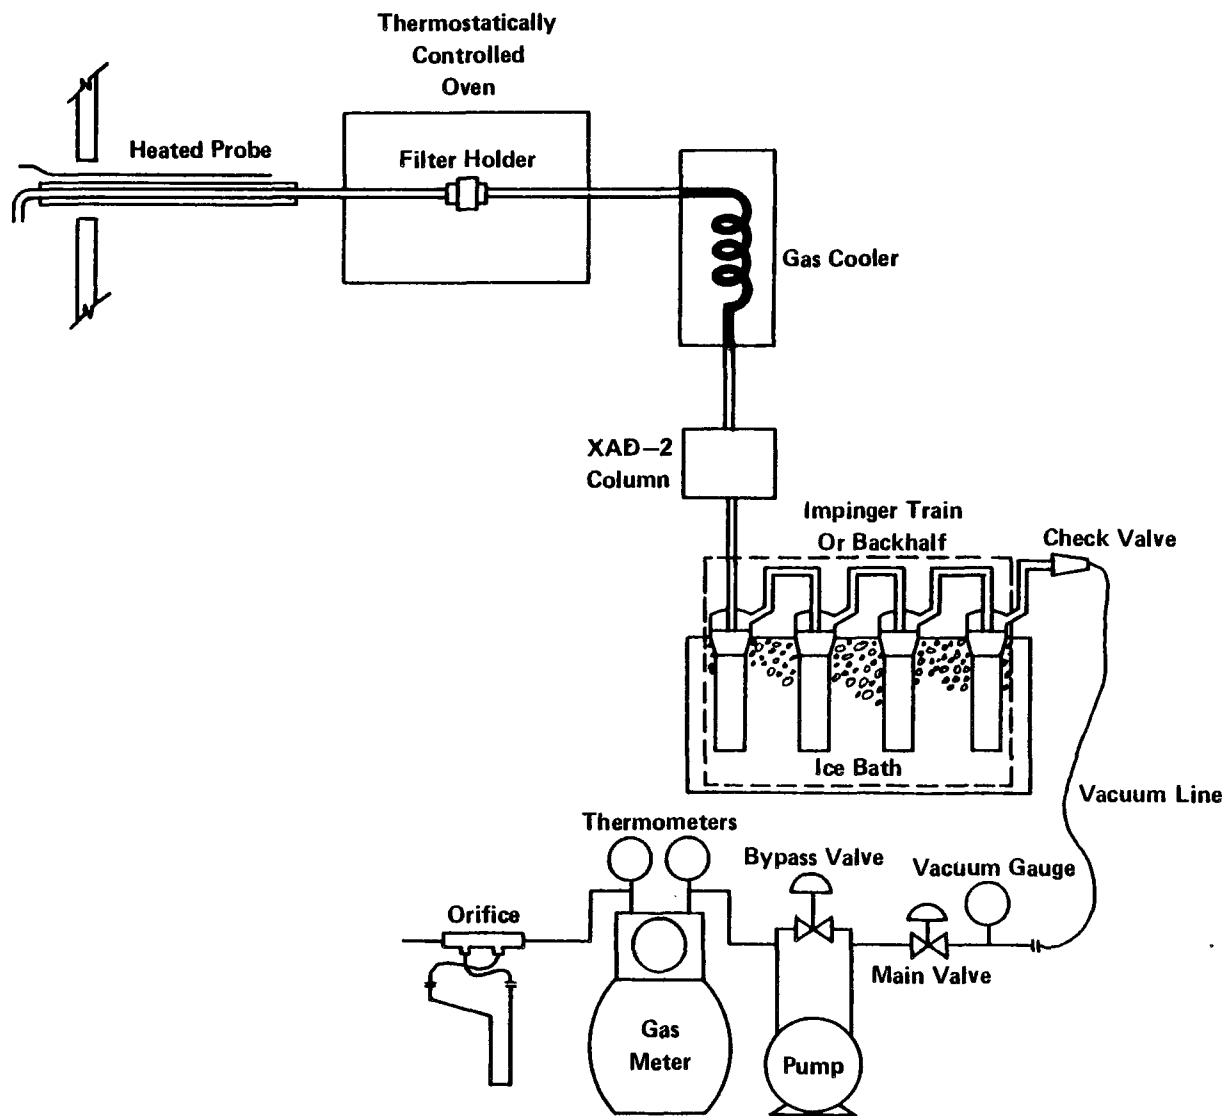 Thermostatically
Controlled
Oven
Heated Probe
Filter Holder
Gas Cooler
XAD–2
Column
Impinger Train
Or Backhalf
Check Valve
Ice Bath
Vacuum Line
Thermometers
Bypass Valve
Vacuum Gauge
Orifice
Main Valve
Gas
Meter
Pump